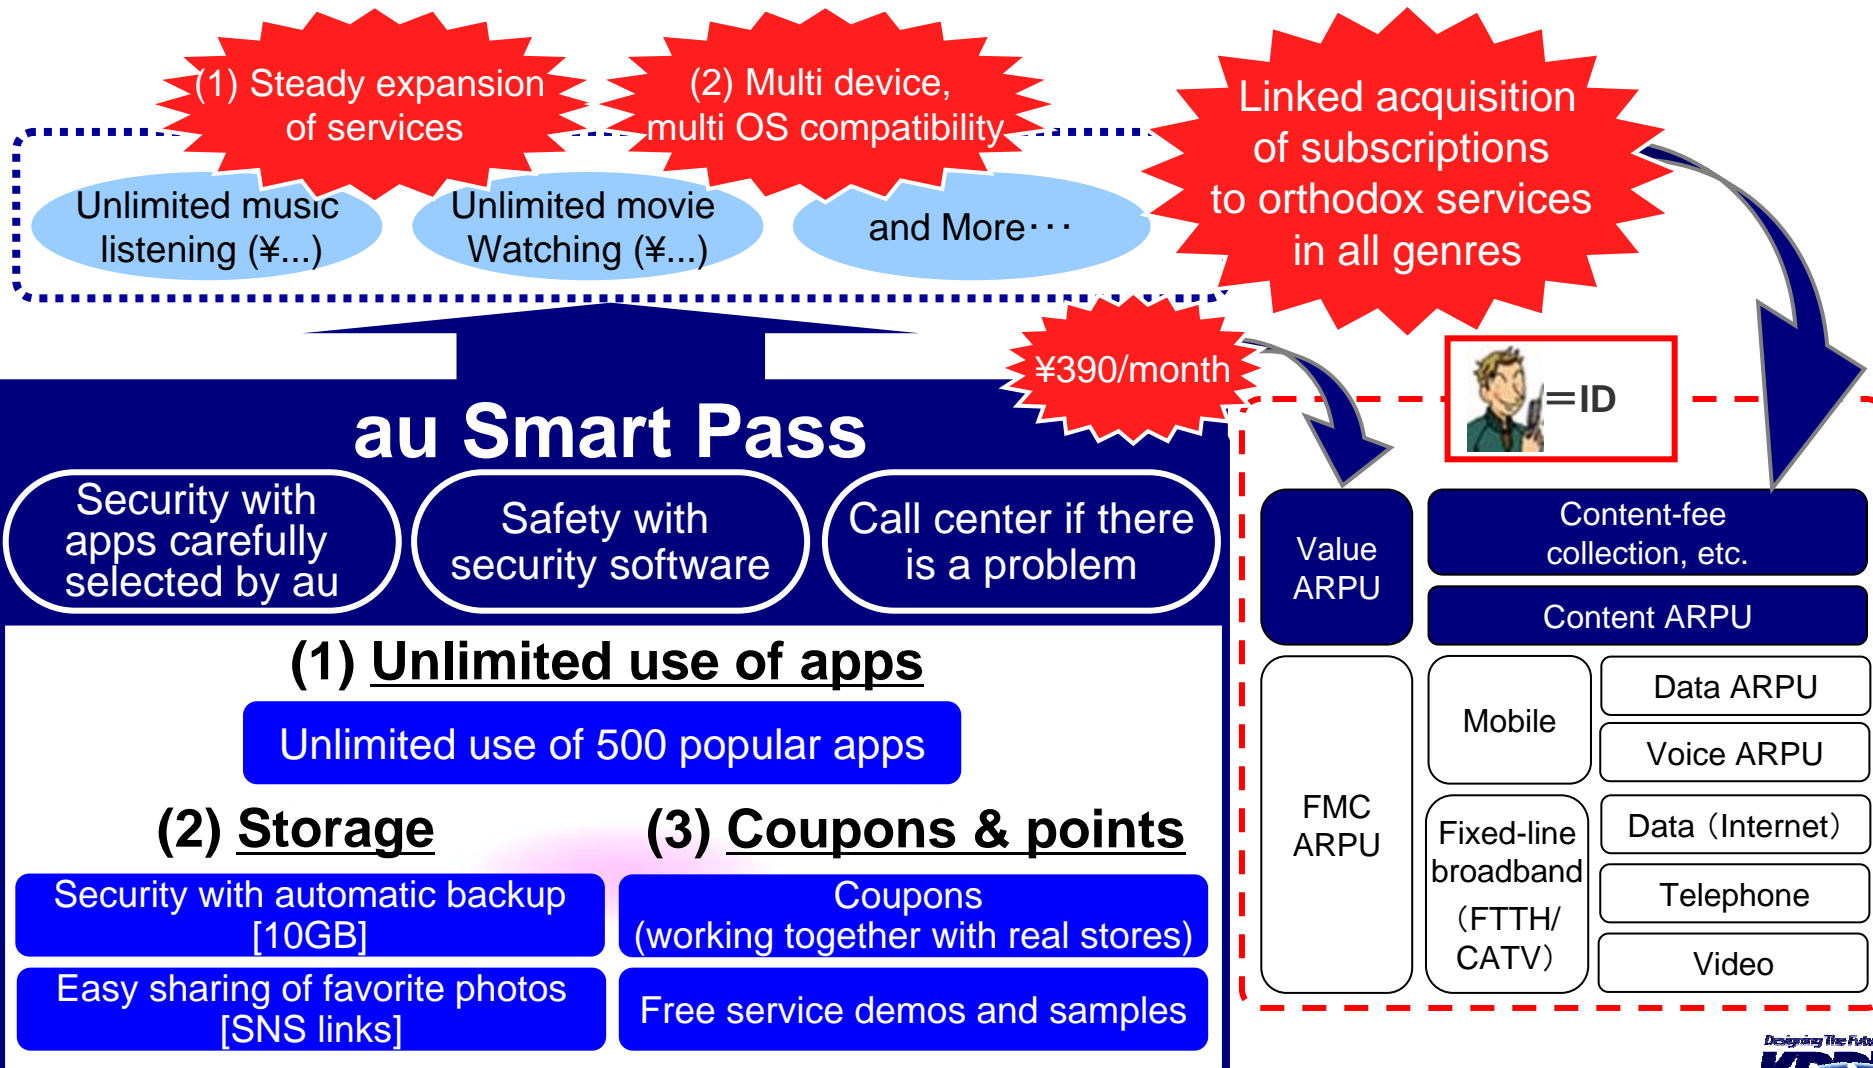 (1) Steady expansion
of services
(2) Multi device,
multi OS compatibility
Linked acquisition
of subscriptions
to orthodox services
in all genres
Unlimited music
listening (¥...)
Unlimited movie
Watching (¥...)
and More･･･
¥390/month
＝ID
au Smart Pass
Security with
apps carefully
selected by au
Safety with
security software
Call center if there
is a problem
(1) Unlimited use of apps
Unlimited use of 500 popular apps
(2) Storage
Security with automatic backup
[10GB]
Easy sharing of favorite photos
[SNS links]
(3) Coupons & points
Coupons
(working together with real stores)
Free service demos and samples
Value
ARPU
Content-fee
collection, etc.
Content ARPU
FMC
ARPU
Mobile
Data ARPU
Voice ARPU
Fixed-line
broadband
（FTTH/
CATV）
Data（Internet）
Telephone
Video
Designing The